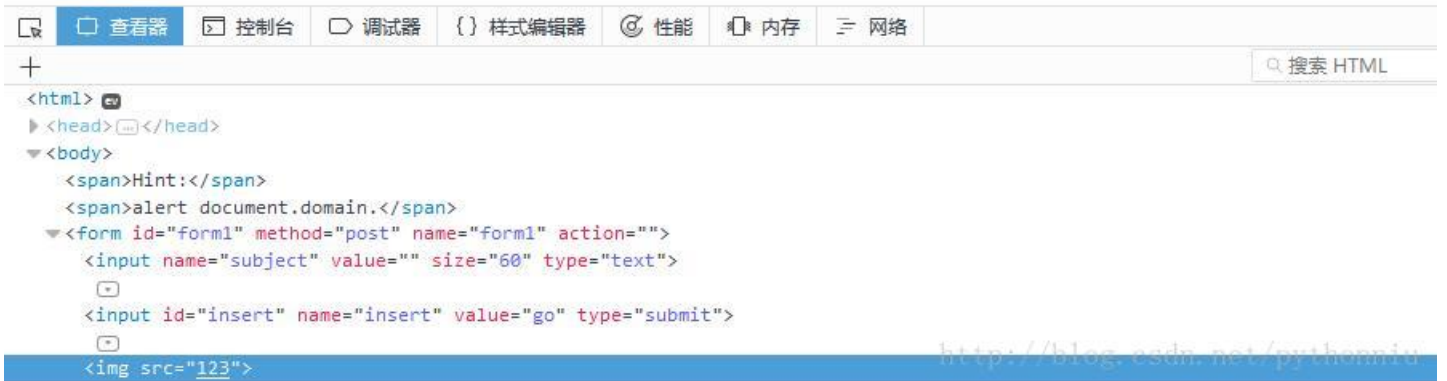 查看器 控制台 调试器 {} 样式编辑器 性能 内存 网络
+ 搜索 HTML
<html> ev
<head></head>
<body>
<span>Hint:</span>
<span>alert document.domain.</span>
<form id="form1" method="post" name="form1" action="">
<input name="subject" value="" size="60" type="text">
<input id="insert" name="insert" value="go" type="submit">
http://blog.csdn.net/pythonniu
<img src="123">